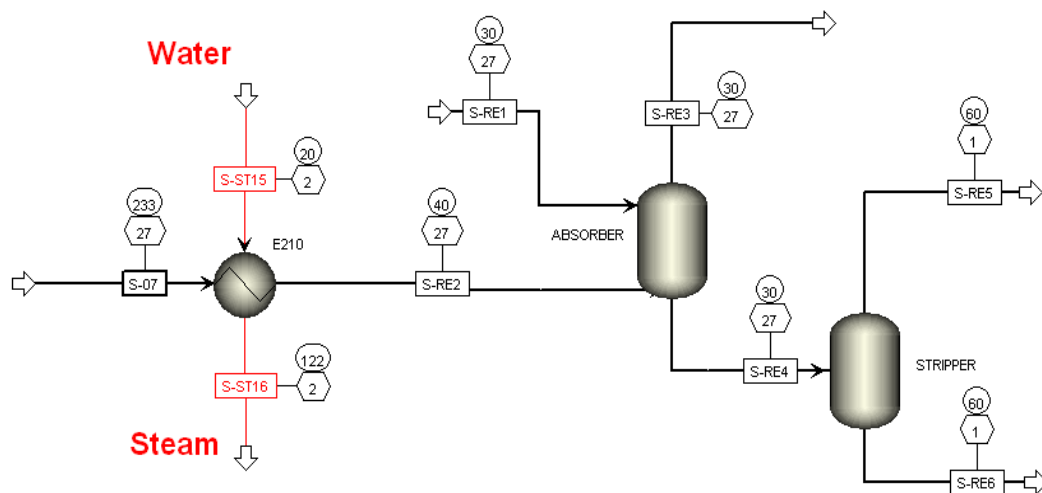 Water
30
27
S-RE1
S-RE3
30
27
60
1
S-RE5
S-ST15
20
2
233
27
S-07
E210
40
27
S-RE2
ABSORBER
30
27
S-RE4
STRIPPER
S-ST16
122
2
Steam
60
1
S-RE6